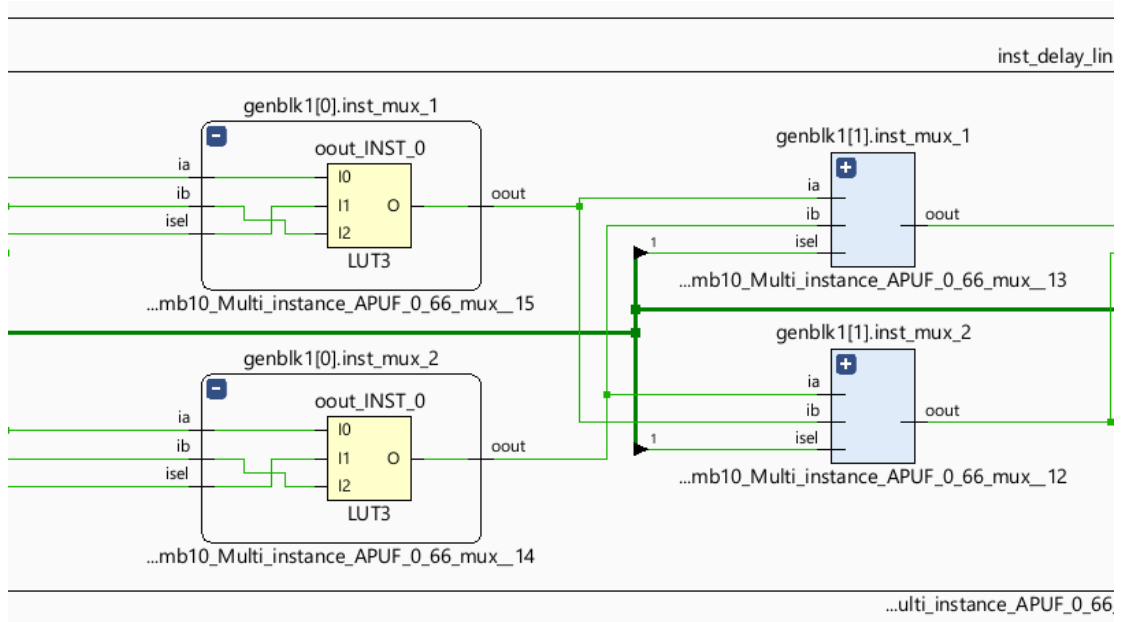 inst_delay_lin
genblk1[0].inst_mux_1
oout_INST_0
ia
ib
isel
I0
I1
I2
O
LUT3
oout
...mb10_Multi_instance_APUF_0_66_mux__15
genblk1[1].inst_mux_1
ia
ib
isel
1
oout
...mb10_Multi_instance_APUF_0_66_mux__13
genblk1[0].inst_mux_2
oout_INST_0
ia
ib
isel
I0
I1
I2
O
LUT3
oout
...mb10_Multi_instance_APUF_0_66_mux__14
genblk1[1].inst_mux_2
ia
ib
isel
1
oout
...mb10_Multi_instance_APUF_0_66_mux__12
...ulti_instance_APUF_0_66_